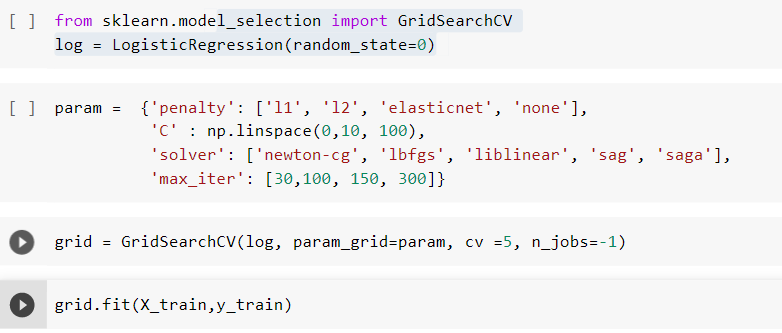 [ ] from sklearn.model_selection import GridSearchCV
log = LogisticRegression(random_state=0)
[ ] param =  {'penalty': ['l1', 'l2', 'elasticnet', 'none'],
'C' : np.linspace(0,10, 100),
'solver': ['newton-cg', 'lbfgs', 'liblinear', 'sag', 'saga'],
'max_iter': [30,100, 150, 300]}
grid = GridSearchCV(log, param_grid=param, cv =5, n_jobs=-1)
grid.fit(X_train,y_train)